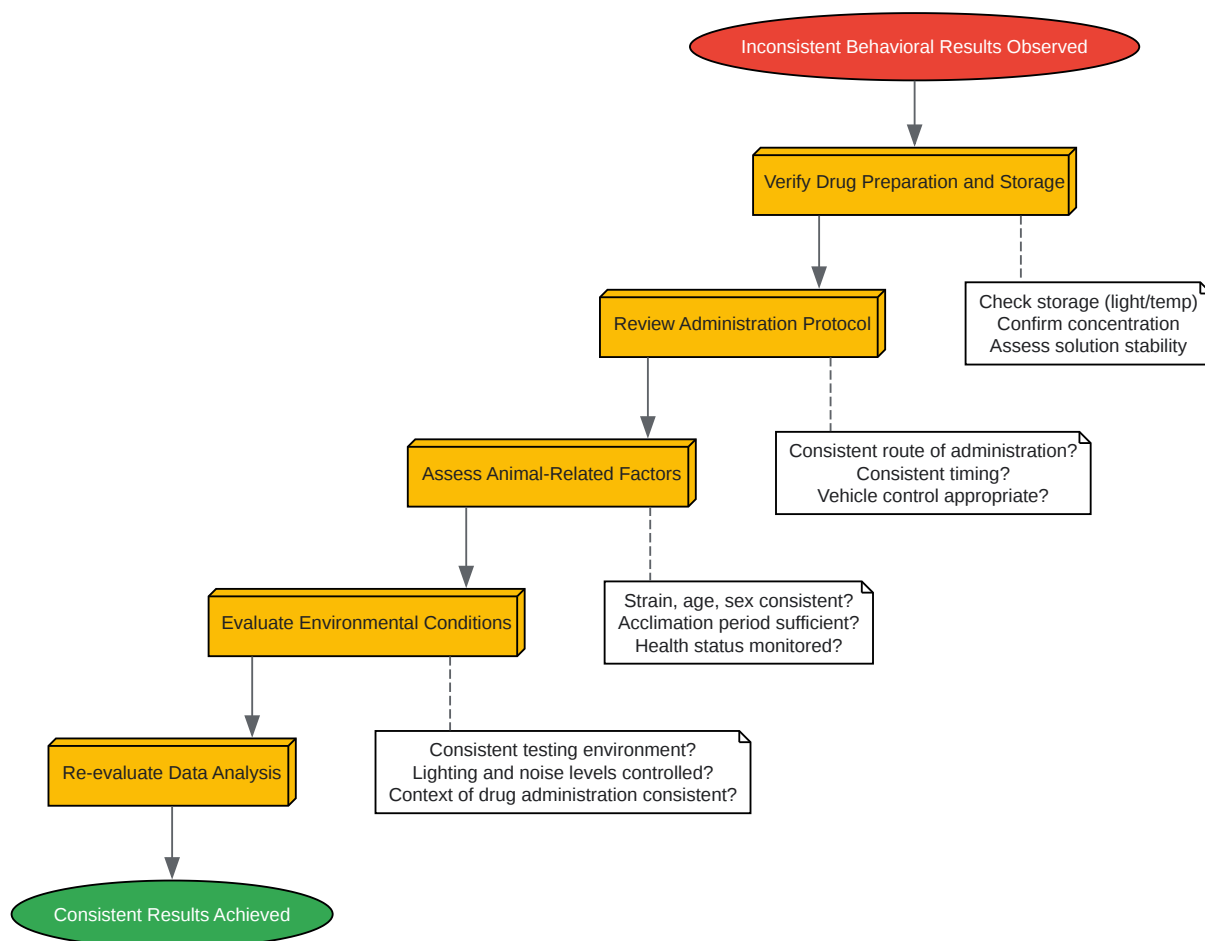 Inconsistent Behavioral Results Observed
Verify Drug Preparation and Storage
Check storage (light/temp)
Confirm concentration
Assess solution stability
Review Administration Protocol
Consistent route of administration?
Consistent timing?
Vehicle control appropriate?
Assess Animal-Related Factors
Strain, age, sex consistent?
Acclimation period sufficient?
Health status monitored?
Evaluate Environmental Conditions
Consistent testing environment?
Lighting and noise levels controlled?
Context of drug administration consistent?
Re-evaluate Data Analysis
Consistent Results Achieved